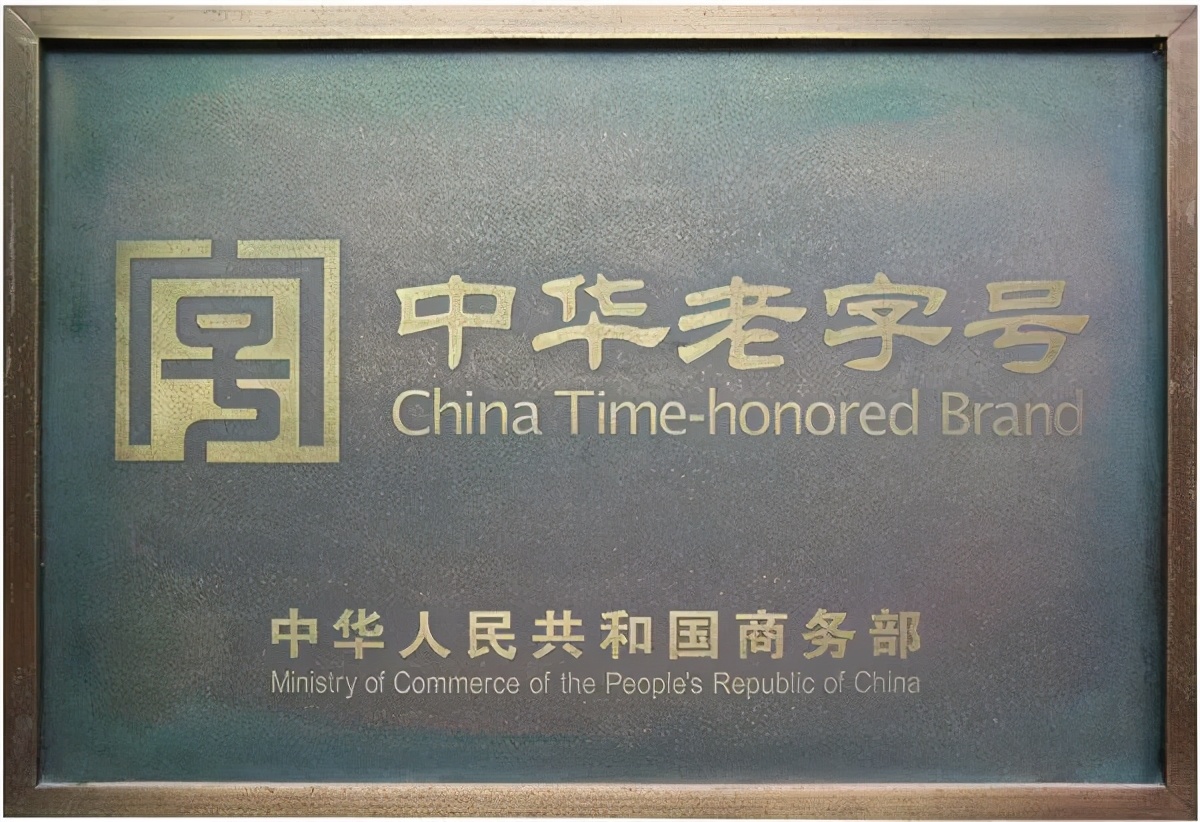 中华老字号
China Time-honored Brand
中华人民共和国商务部
Ministry of Commerce of the People's Republic of China